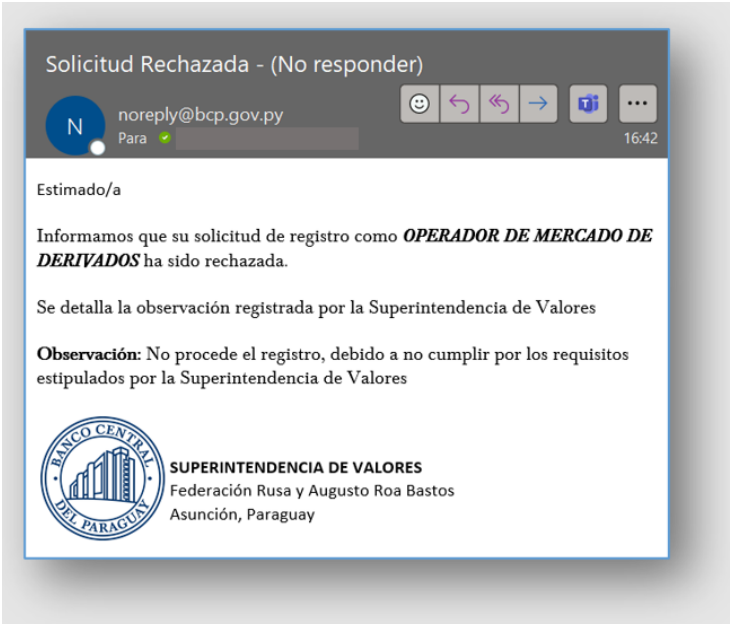 Solicitud Rechazada - (No responder)
N
noreply@bcp.gov.py
Para
16:42
Estimado/a
Informamos que su solicitud de registro como OPERADOR DE MERCADO DE
DERIVADOS ha sido rechazada.
Se detalla la observación registrada por la Superintendencia de Valores
Observación: No procede el registro, debido a no cumplir por los requisitos
estipulados por la Superintendencia de Valores
BANCO CENTRAL
DEL PARAGUAY
SUPERINTENDENCIA DE VALORES
Federación Rusa y Augusto Roa Bastos
Asunción, Paraguay